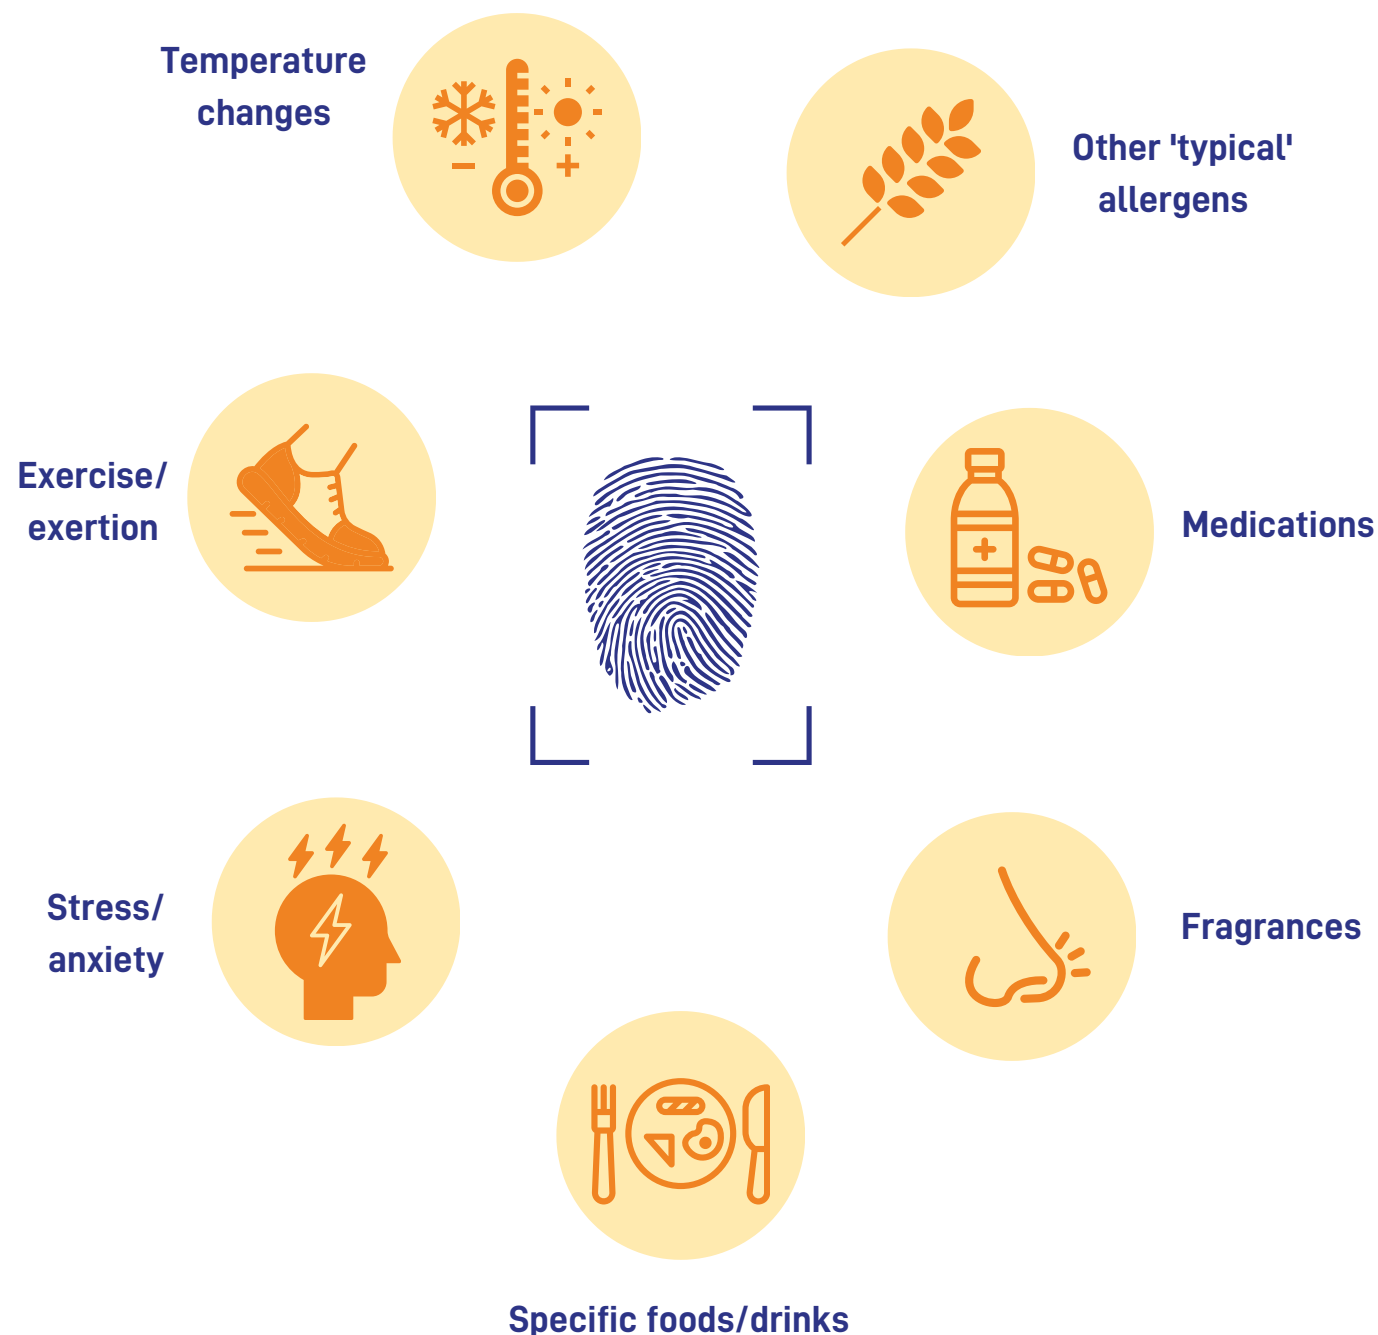 Temperature
changes
Other 'typical'
allergens
Exercise/
exertion
Medications
Stress/
anxiety
Fragrances
Specific foods/drinks